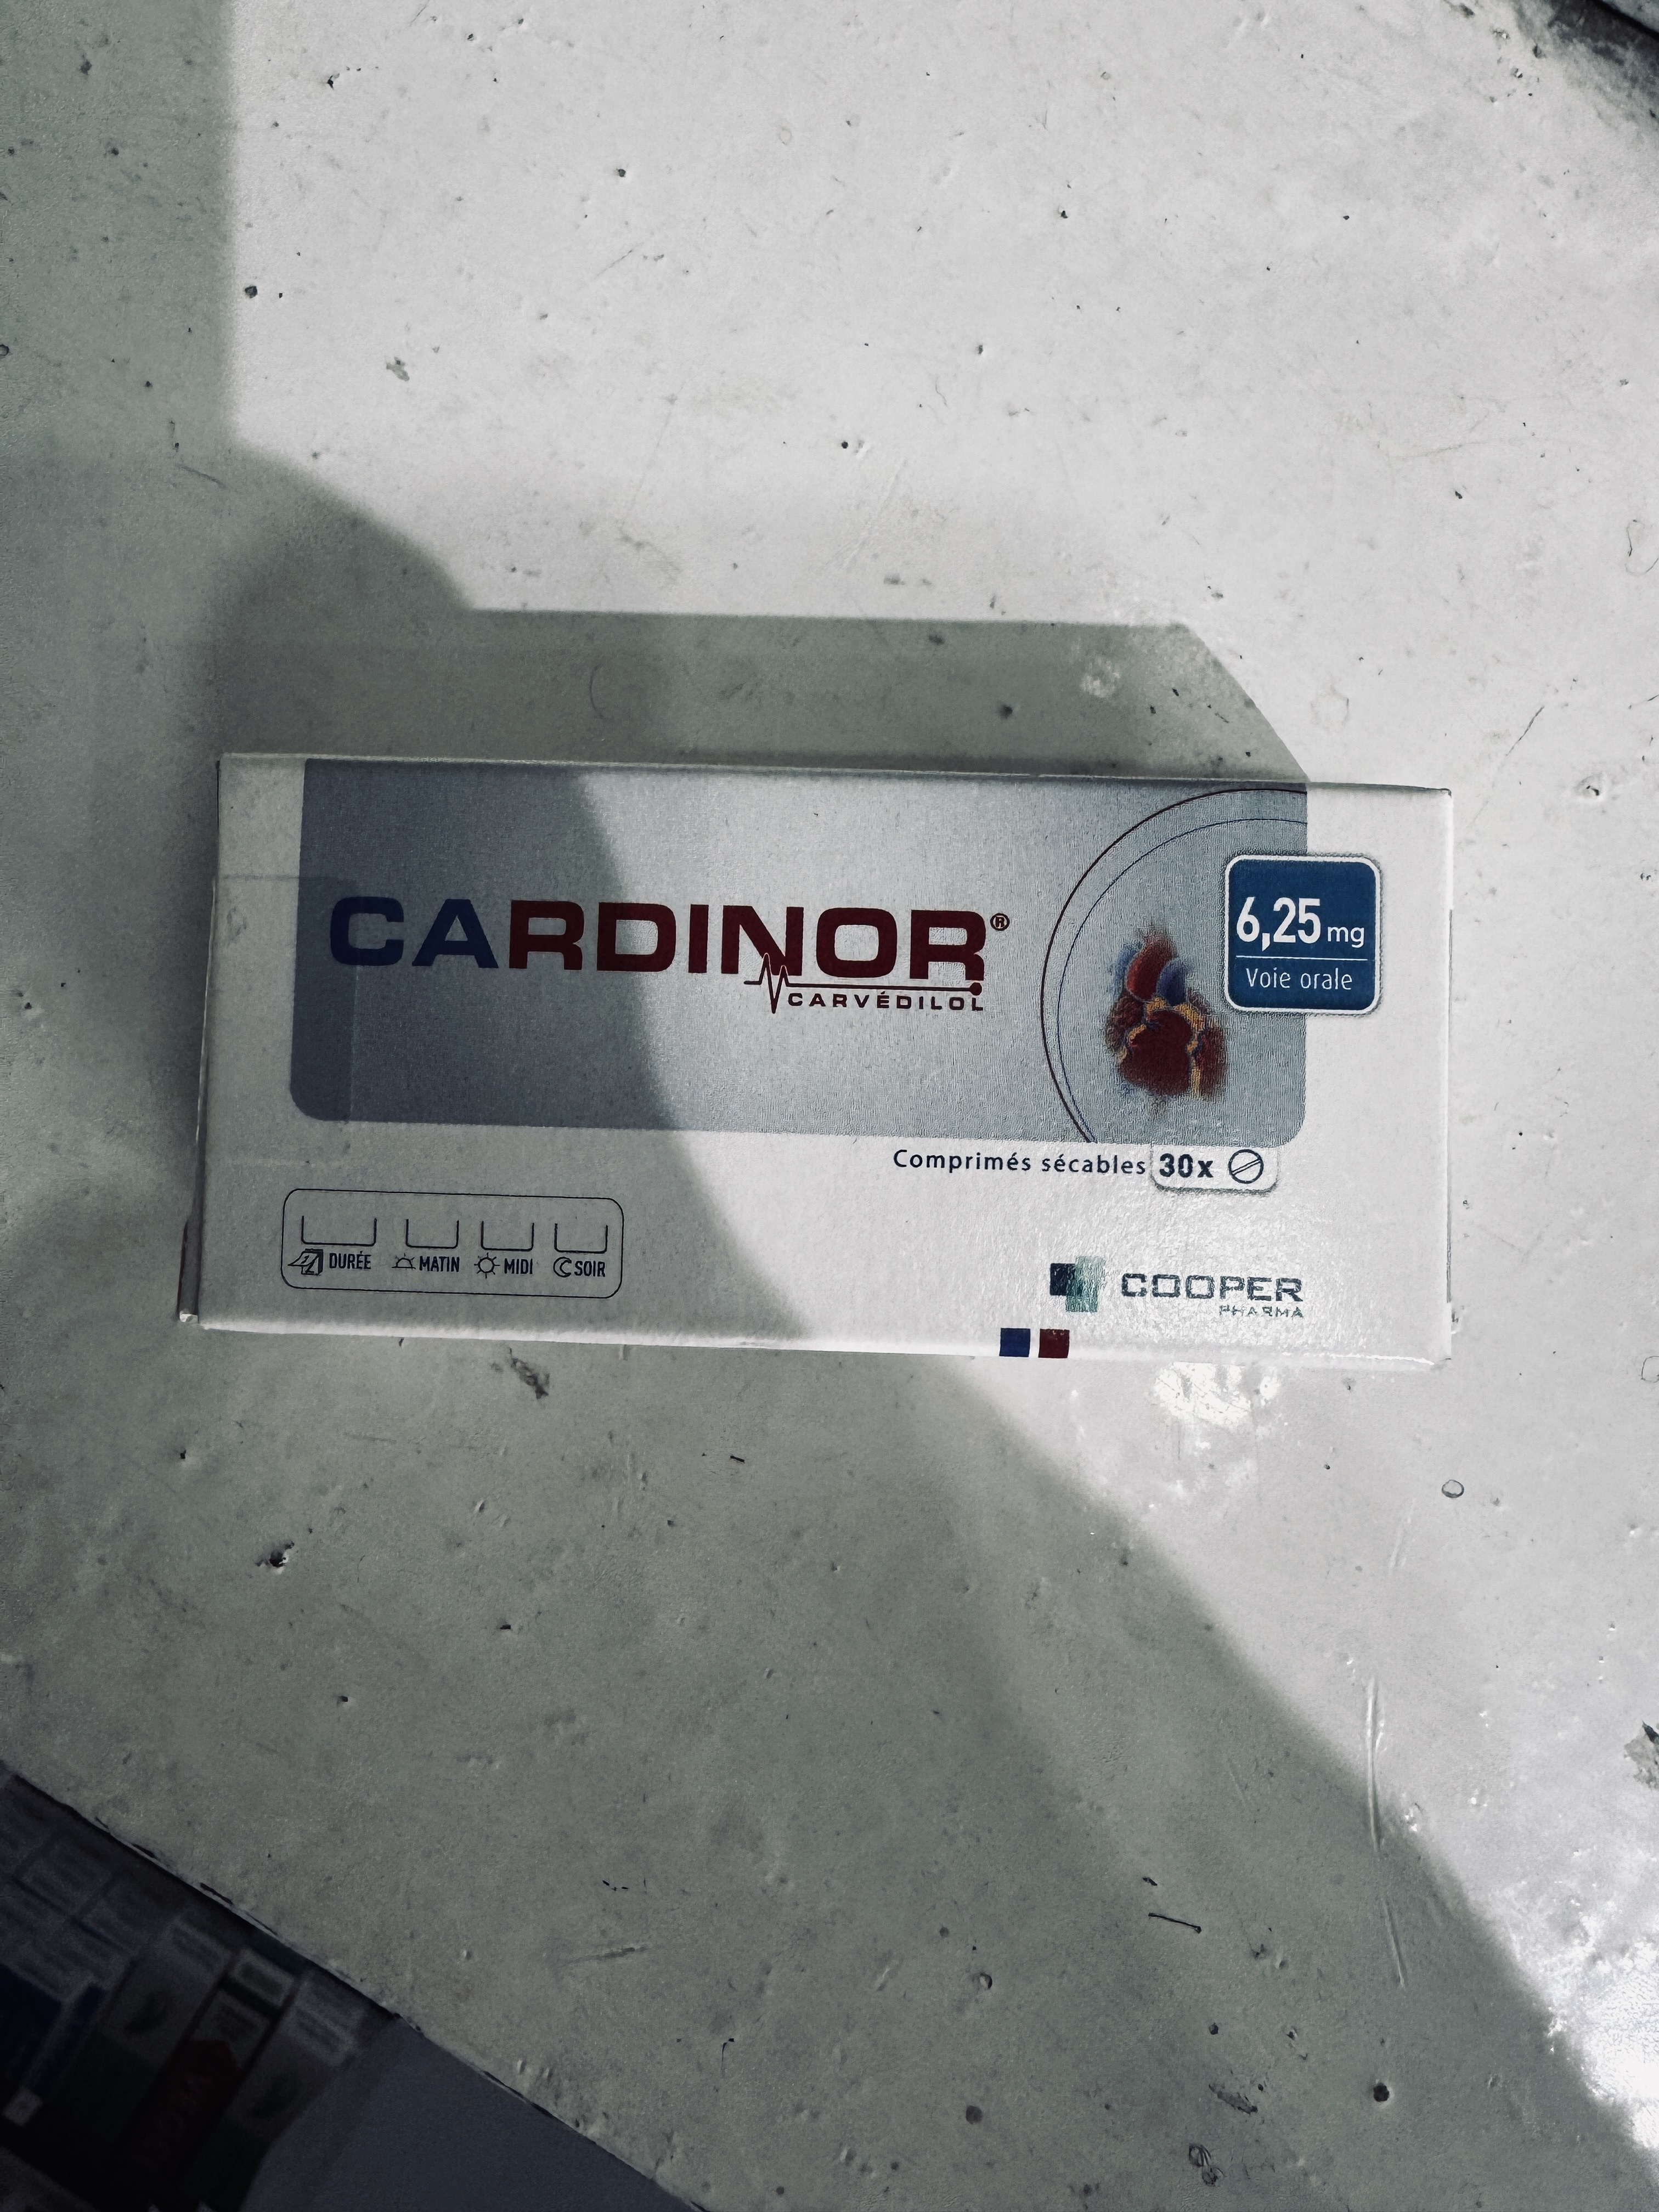 CARDINOR®
CARVÉDILOL
6,25 mg
Voie orale
Comprimés sécables 30x
DURÉE MATIN MIDI SOIR
COOPER
PHARMA